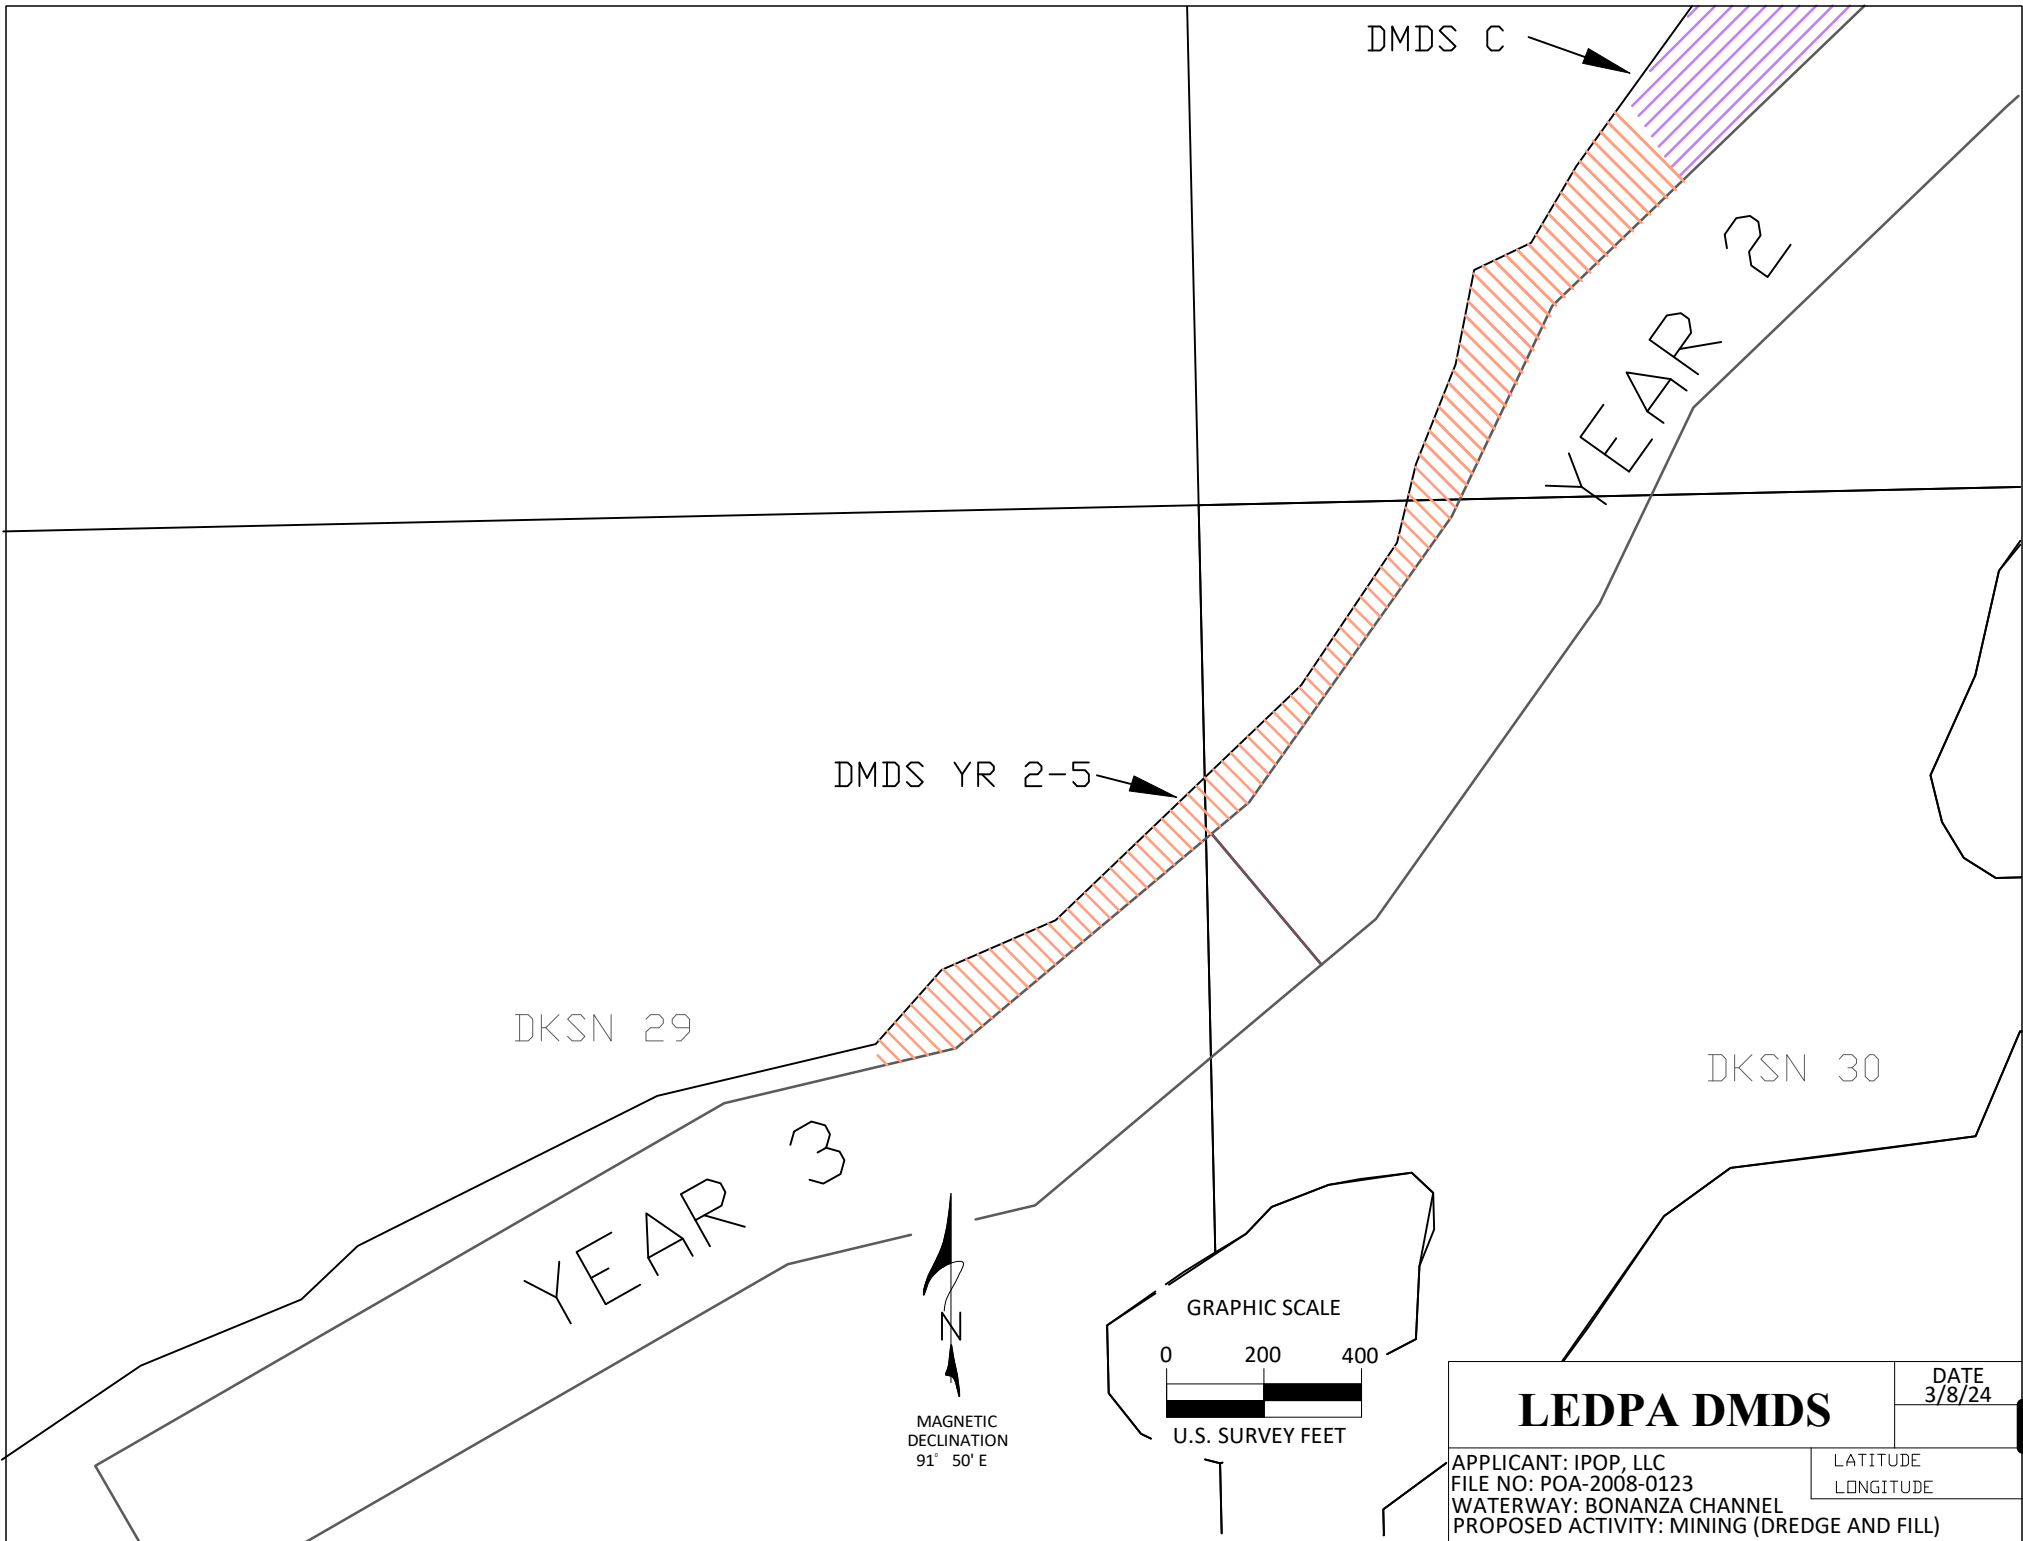 DMDS C
YEAR 2
DMDS YR 2-5
DKSN 29
DKSN 30
YEAR 3
N
MAGNETIC
DECLINATION
91° 50' E
GRAPHIC SCALE
0 200 400
U.S. SURVEY FEET
LEDPA DMDS
DATE
3/8/24
APPLICANT: IPOP, LLC
FILE NO: POA-2008-0123
WATERWAY: BONANZA CHANNEL
PROPOSED ACTIVITY: MINING (DREDGE AND FILL)
LATITUDE
LONGITUDE